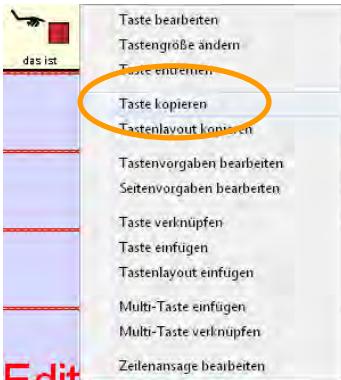 das ist
Taste bearbeiten
Tastengröße ändern
Taste entfernen
Taste kopieren
Tastenlayout kopieren
Tastenvorgaben bearbeiten
Seitenvorgaben bearbeiten
Taste verknüpfen
Taste einfügen
Tastenlayout einfügen
Multi-Taste einfügen
Multi-Taste verknüpfen
Zeilenansage bearbeiten
Edit